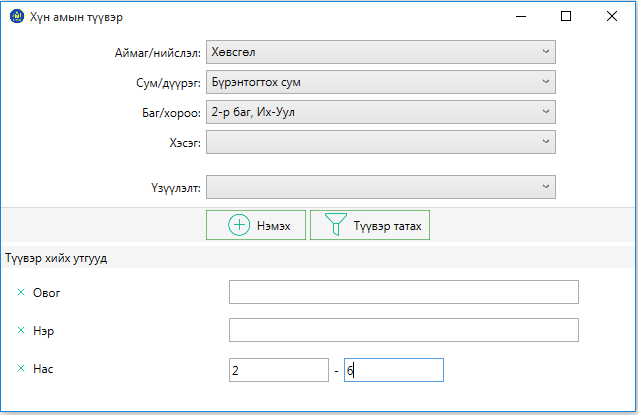 Хүн амын түүвэр
Аймаг/нийслэл: Хөвсгөл
Сум/дүүрэг: Бүрэнтогтох сум
Баг/хороо: 2-р баг, Их-Уул
Хэсэг:
Үзүүлэлт:
Нэмэх Түүвэр татах
Түүвэр хийх утгууд
Овог
Нэр
Нас 2 - 6